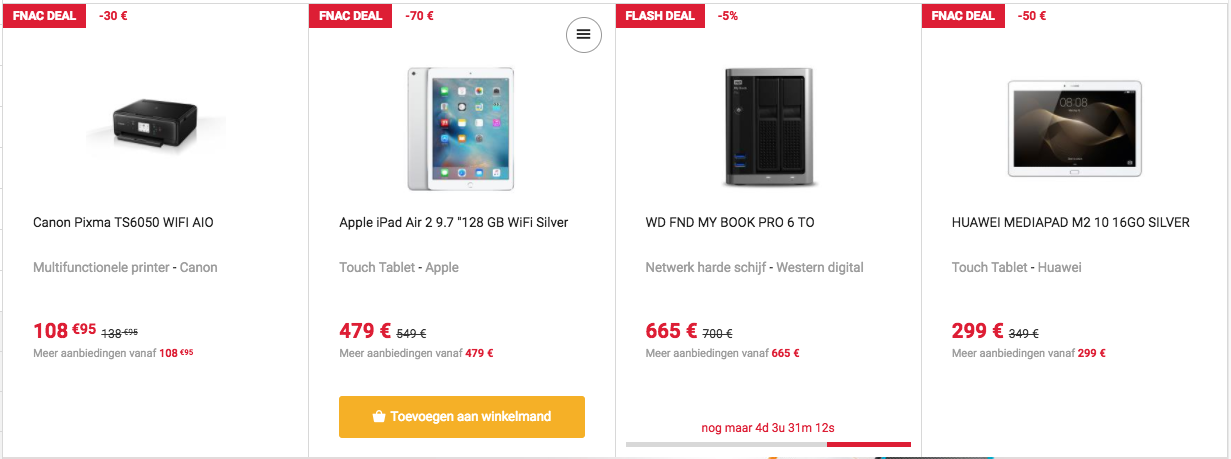 FNAC DEAL -30 €
Canon Pixma TS6050 WIFI AIO
Multifunctionele printer - Canon
108 €95 138 €95
Meer aanbiedingen vanaf 108 €95
FNAC DEAL -70 €
Apple iPad Air 2 9.7 "128 GB WiFi Silver
Touch Tablet - Apple
479 € 549 €
Meer aanbiedingen vanaf 479 €
Toevoegen aan winkelmand
FLASH DEAL -5%
WD
WD FND MY BOOK PRO 6 TO
Netwerk harde schijf - Western digital
665 € 700 €
Meer aanbiedingen vanaf 665 €
nog maar 4d 3u 31m 12s
FNAC DEAL -50 €
08:08
HUAWEI MEDIAPAD M2 10 16GO SILVER
Touch Tablet - Huawei
299 € 349 €
Meer aanbiedingen vanaf 299 €